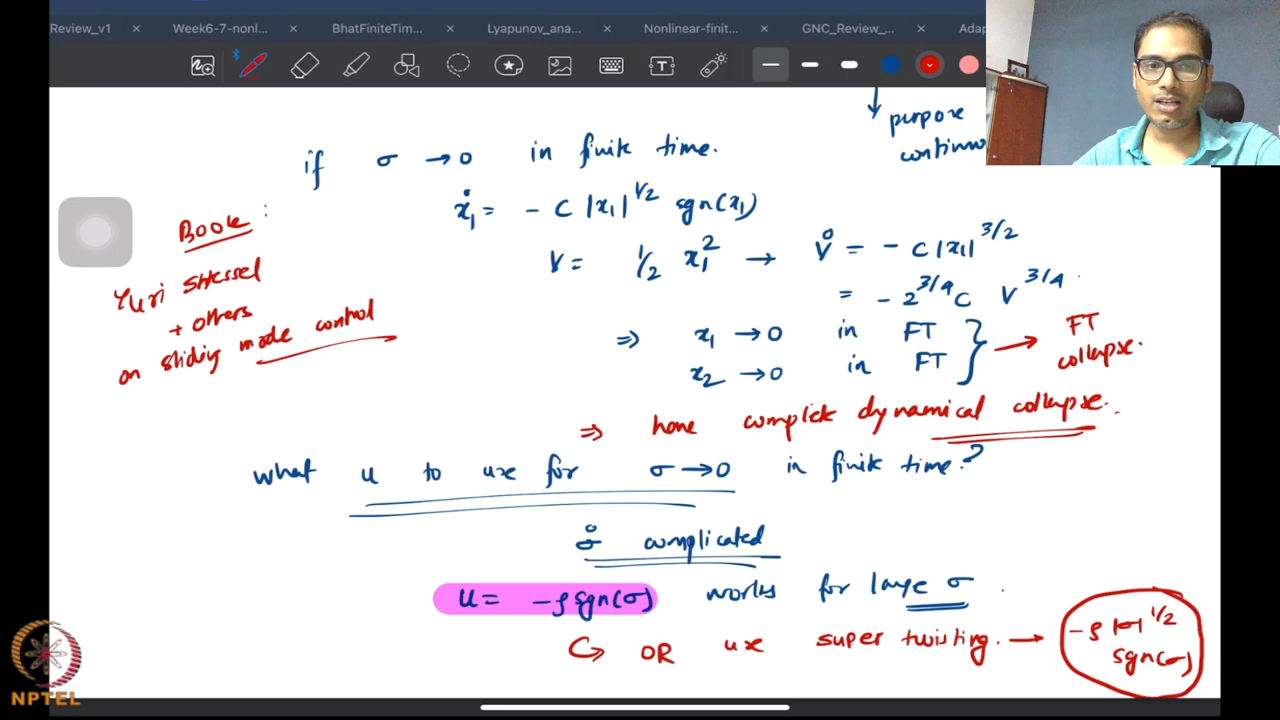 Review_v1
Week6-7-nonl...
BhatFiniteTim...
Lyapunov_ana...
Nonlinear-finit...
GNC_Review_...
Adap
purpose
continuo
if σ → 0 in finite time.
ẋ₁ = - C |x₁|^1/2 sgn(x₁)
V = 1/2 x₁² → V̇ = - C |x₁|^3/2
= - 2^3/4 C V^3/4.
⇒ x₁ → 0 in FT
x₂ → 0 in FT
→ FT
collapse.
⇒ have complete dynamical collapse.
Book :
Yuri Shtessel
+ others
on sliding mode control
What u to use for σ → 0 in finite time?
σ̇ complicated
u = -ρ sgn(σ) works for large σ.
↪ OR use super twisting. → -ρ |σ|^1/2
sgn(σ)
NPTEL